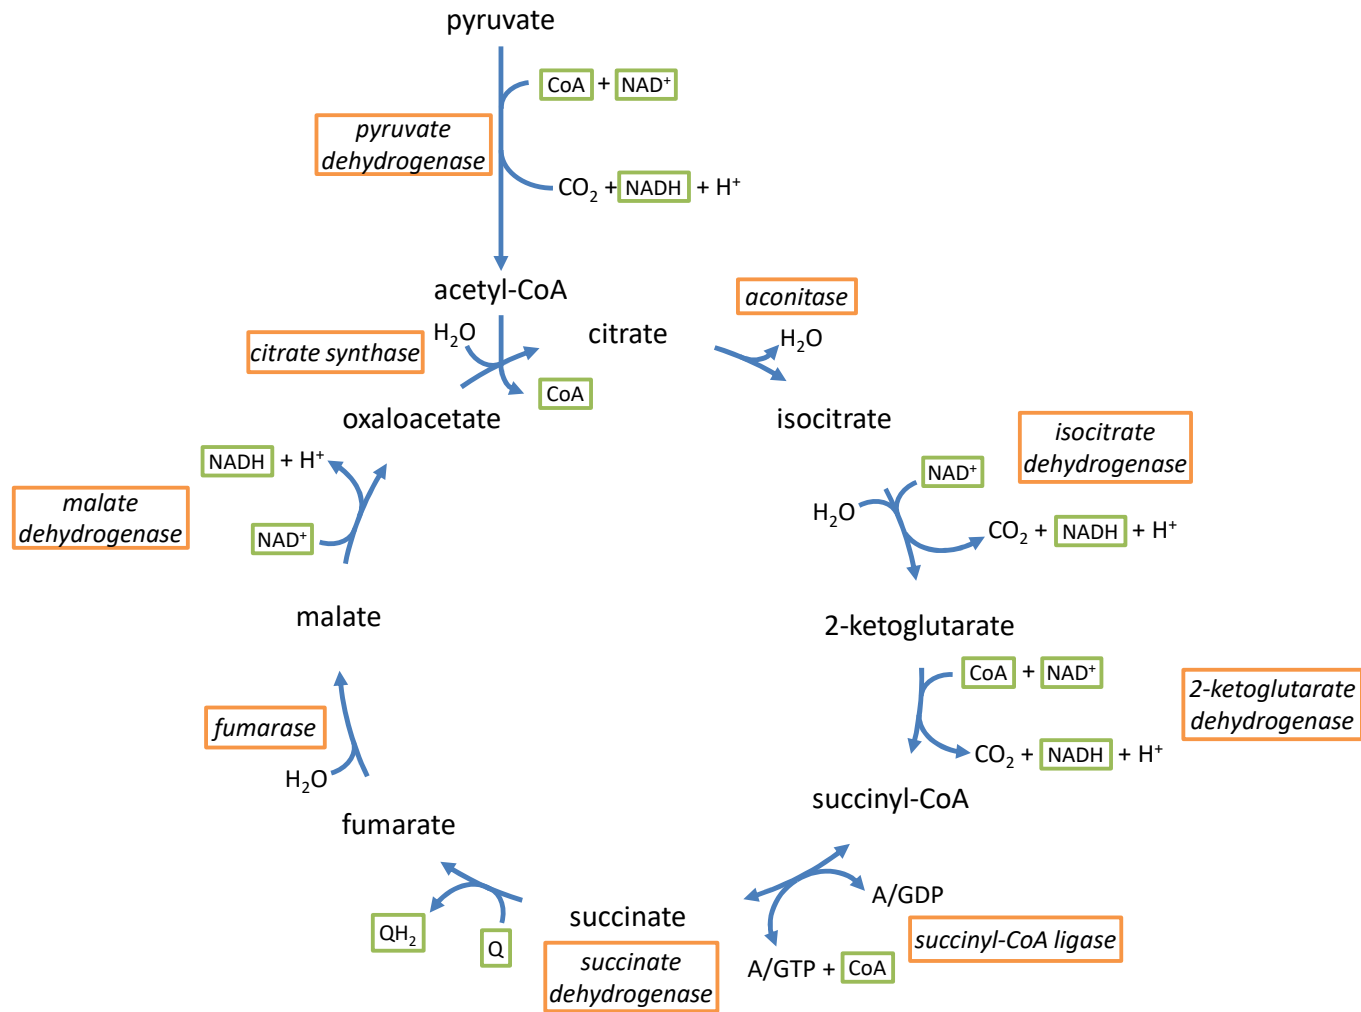 pyruvate
CoA + NAD⁺
pyruvate
dehydrogenase
CO₂ + NADH + H⁺
acetyl-CoA
aconitase
H₂O
citrate
H₂O
citrate synthase
CoA
oxaloacetate
isocitrate
isocitrate
dehydrogenase
NADH + H⁺
NAD⁺
malate
dehydrogenase
H₂O
CO₂ + NADH + H⁺
NAD⁺
malate
2-ketoglutarate
CoA + NAD⁺
2-ketoglutarate
dehydrogenase
fumarase
CO₂ + NADH + H⁺
H₂O
succinyl-CoA
fumarate
A/GDP
succinate
QH₂
Q
succinyl-CoA ligase
A/GTP + CoA
succinate
dehydrogenase